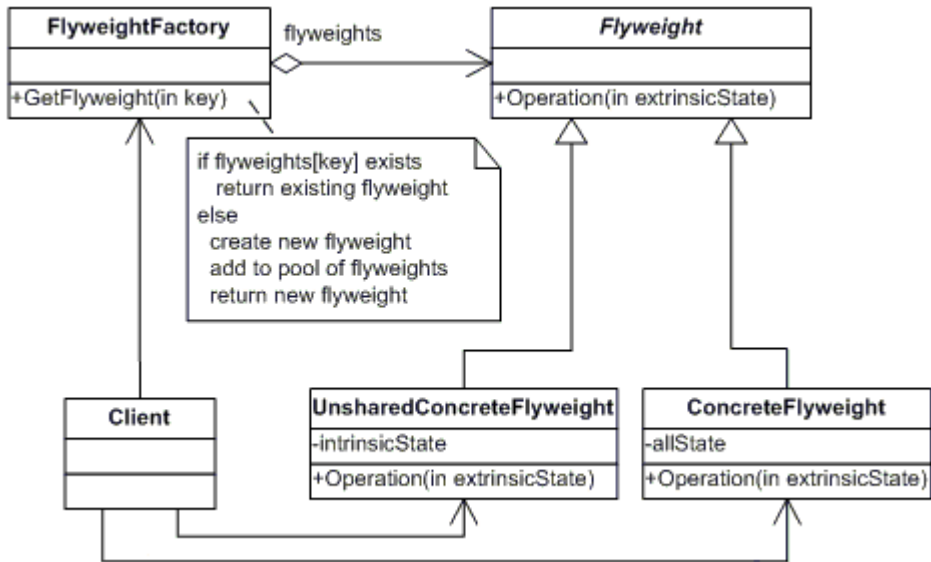 FlyweightFactory
+GetFlyweight(in key)
flyweights
Flyweight
+Operation(in extrinsicState)
if flyweights[key] exists
return existing flyweight
else
create new flyweight
add to pool of flyweights
return new flyweight
Client
UnsharedConcreteFlyweight
-intrinsicState
+Operation(in extrinsicState)
ConcreteFlyweight
-allState
+Operation(in extrinsicState)